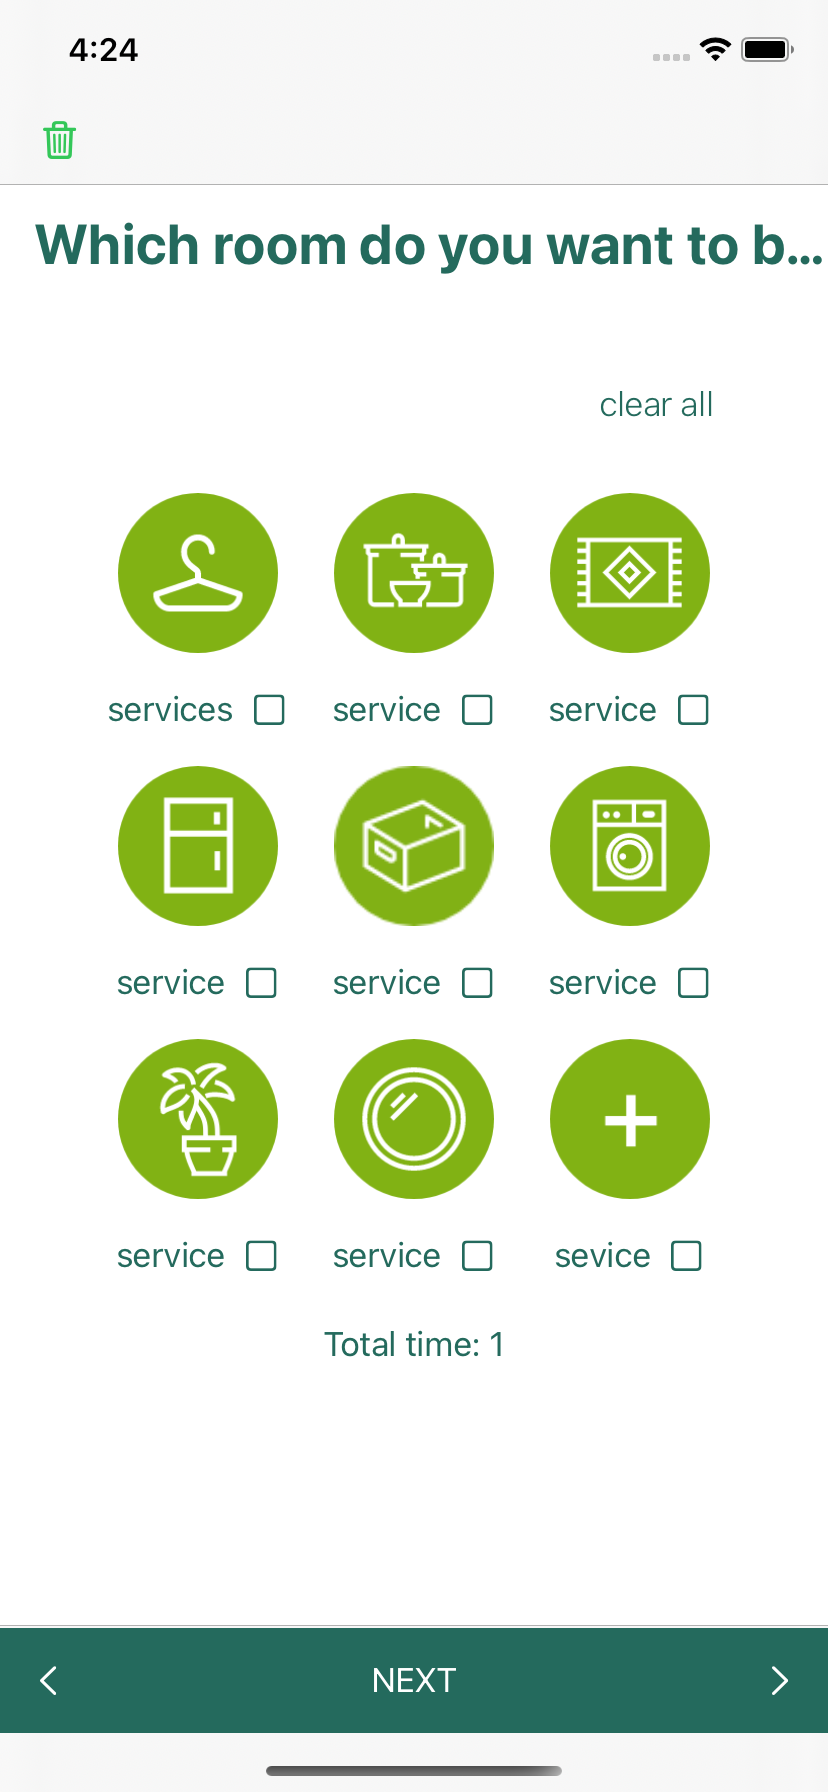 4:24
Which room do you want to b...
clear all
services service service
service service service
service service sevice
Total time: 1
NEXT